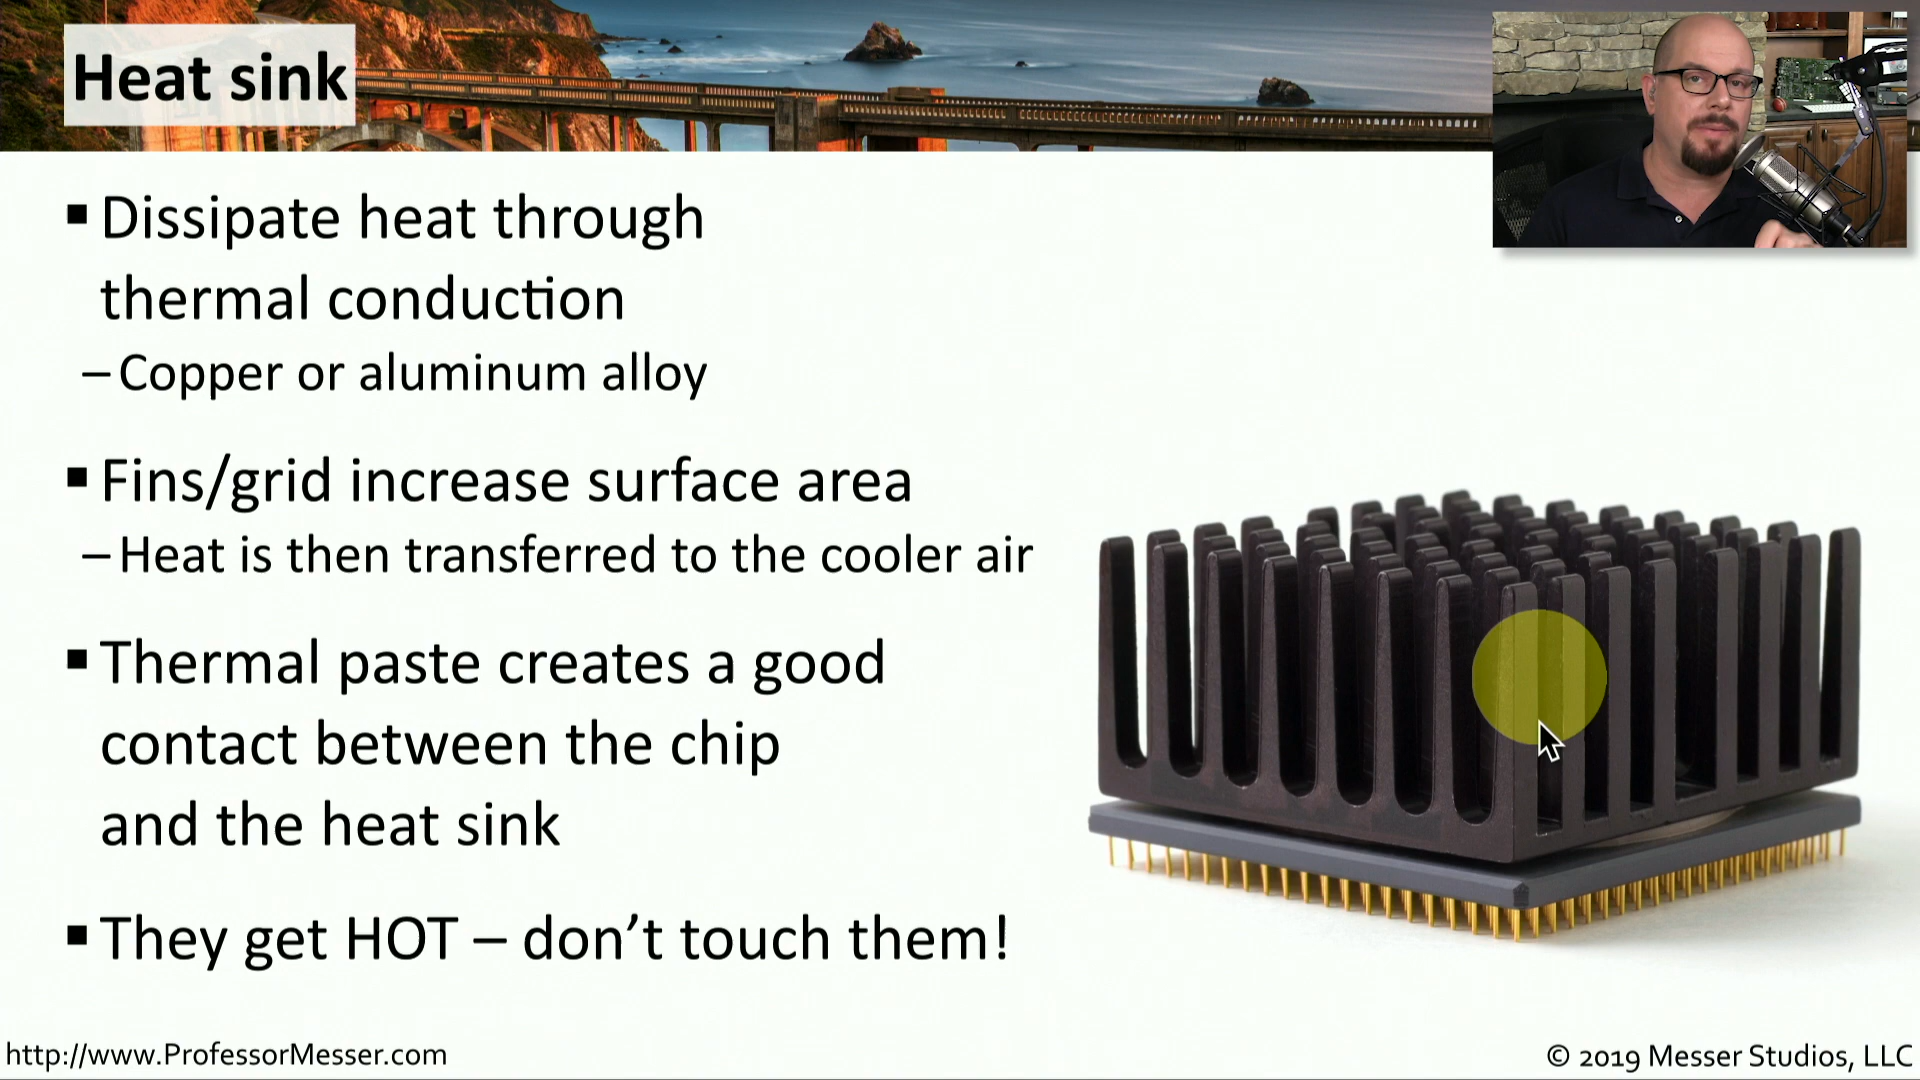 Heat sink
▪ Dissipate heat through
thermal conduction
– Copper or aluminum alloy
▪ Fins/grid increase surface area
– Heat is then transferred to the cooler air
▪ Thermal paste creates a good
contact between the chip
and the heat sink
▪ They get HOT – don’t touch them!
http://www.ProfessorMesser.com
© 2019 Messer Studios, LLC